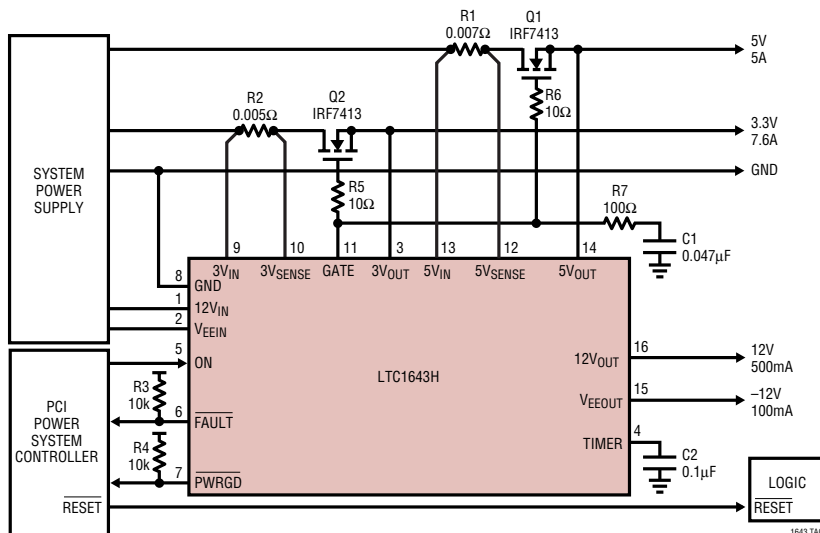 R1
0.007Ω
Q1
IRF7413
5V
5A
R2
0.005Ω
Q2
IRF7413
R6
10Ω
3.3V
7.6A
SYSTEM
POWER
SUPPLY
GND
R5
10Ω
R7
100Ω
C1
0.047µF
9 10 11 3 13 12 14
3VIN 3VSENSE GATE 3VOUT 5VIN 5VSENSE 5VOUT
8 GND
1 12VIN
2 VEEIN
5 ON
LTC1643H
12VOUT 16
12V
500mA
VEEOUT 15
–12V
100mA
PCI
POWER
SYSTEM
CONTROLLER
R3
10k
6 FAULT
R4
10k
7 PWRGD
TIMER 4
C2
0.1µF
RESET
LOGIC
RESET